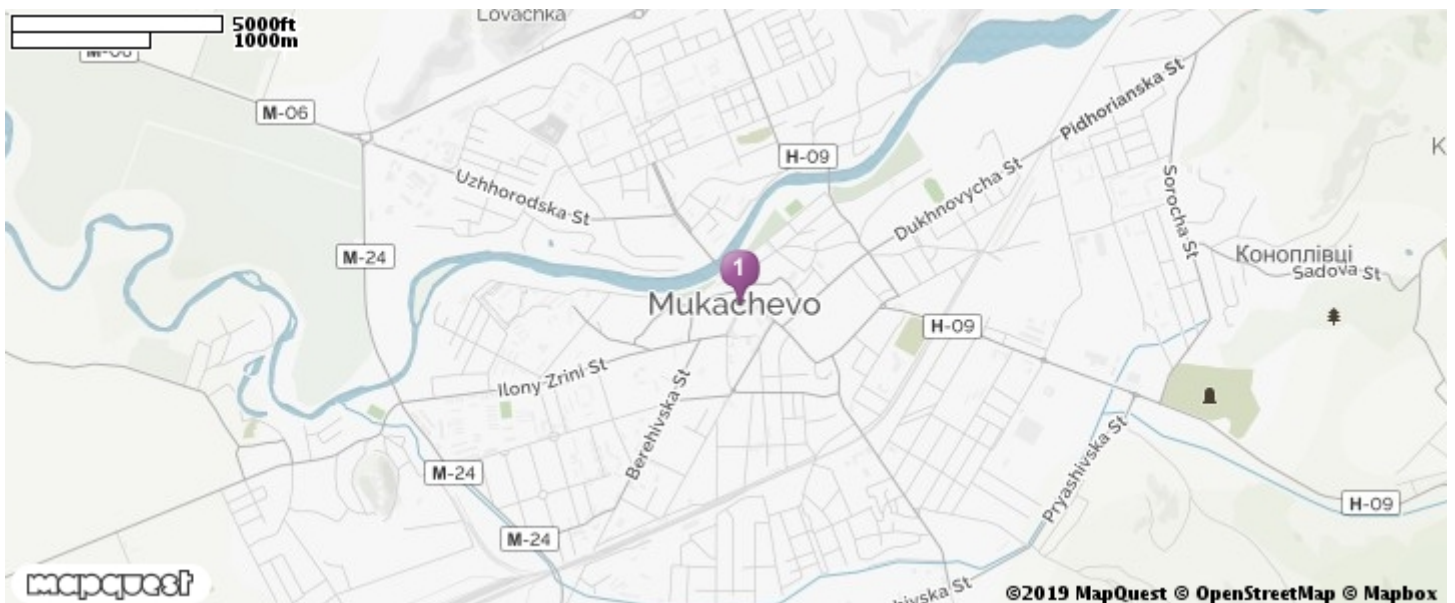 5000ft
1000m
Lovachka
M-06
M-06
H-09
Pidhorianska St
Uzhhorodska St
Dukhnovycha St
Sorocha St
M-24
Коноплівці
Sadova St
1
Mukachevo
H-09
Ilony Zrini St
Berehivska St
M-24
Pryashivska St
H-09
M-24
mapquest
©2019 MapQuest © OpenStreetMap © Mapbox